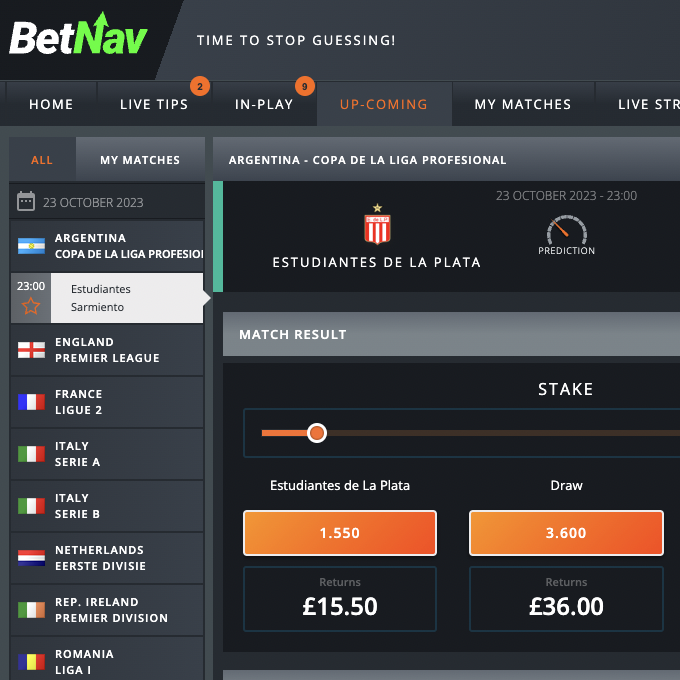 BetNav
TIME TO STOP GUESSING!
2
9
HOME
LIVE TIPS
IN-PLAY
UP-COMING
MY MATCHES
LIVE STR
ALL
MY MATCHES
ARGENTINA - COPA DE LA LIGA PROFESIONAL
23 OCTOBER 2023
23 OCTOBER 2023 - 23:00
ARGENTINA
COPA DE LA LIGA PROFESIO
PREDICTION
ESTUDIANTES DE LA PLATA
23:00
Estudiantes
Sarmiento
MATCH RESULT
ENGLAND
PREMIER LEAGUE
FRANCE
LIGUE 2
ITALY
SERIE A
ITALY
SERIE B
NETHERLANDS
EERSTE DIVISIE
REP. IRELAND
PREMIER DIVISION
ROMANIA
LIGA I
STAKE
Estudiantes de La Plata
Draw
1.550
3.600
Returns
Returns
£15.50
£36.00